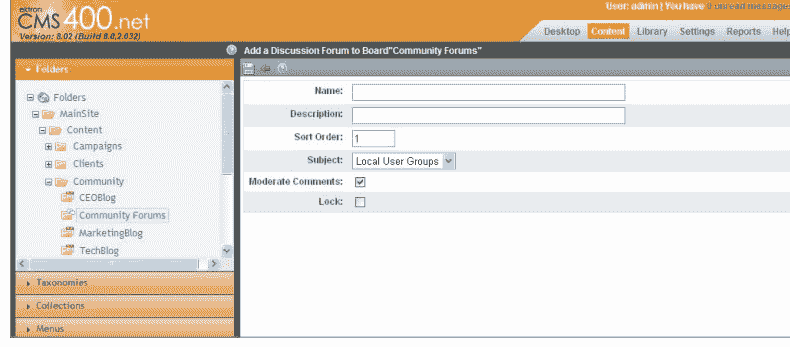 ektron
CMS400.net
Version: 8.02 (Build 8.0.2.032)
User: admin | You have 0 unread messages
Desktop Content Library Settings Reports Help
Add a Discussion Forum to Board"Community Forums"
Folders
Folders
MainSite
Content
Campaigns
Clients
Community
CEOBlog
Community Forums
MarketingBlog
TechBlog
Taxonomies
Collections
Menus
Name:
Description:
Sort Order: 1
Subject: Local User Groups
Moderate Comments:
Lock: